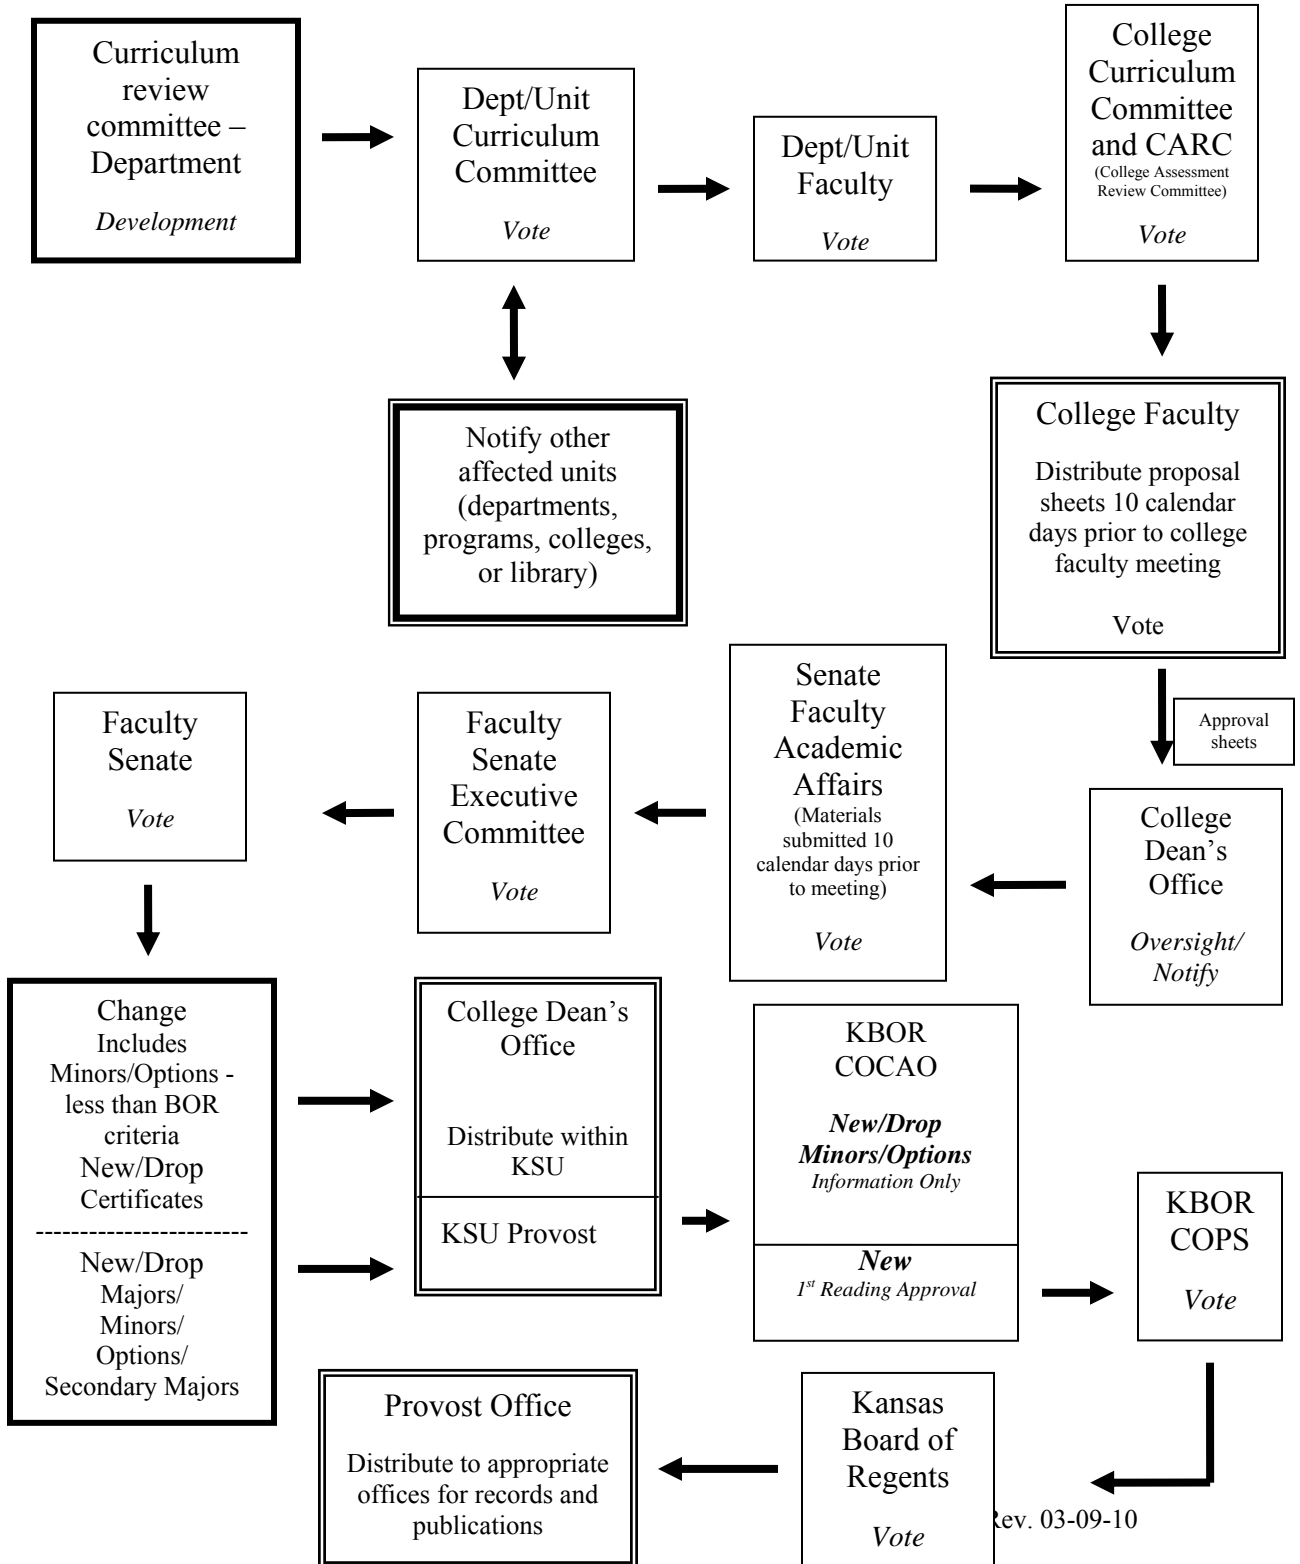 Curriculum
review
committee –
Department
Development
Dept/Unit
Curriculum
Committee
Vote
Dept/Unit
Faculty
Vote
College
Curriculum
Committee
and CARC
(College Assessment
Review Committee)
Vote
Notify other
affected units
(departments,
programs, colleges,
or library)
College Faculty
Distribute proposal
sheets 10 calendar
days prior to college
faculty meeting
Vote
Approval
sheets
College
Dean’s
Office
Oversight/
Notify
Senate
Faculty
Academic
Affairs
(Materials
submitted 10
calendar days prior
to meeting)
Vote
Faculty
Senate
Executive
Committee
Vote
Faculty
Senate
Vote
Change
Includes
Minors/Options -
less than BOR
criteria
New/Drop
Certificates
-------------------------
New/Drop
Majors/
Minors/
Options/
Secondary Majors
College Dean’s
Office
Distribute within
KSU
KSU Provost
KBOR
COCAO
New/Drop
Minors/Options
Information Only
New
1st Reading Approval
KBOR
COPS
Vote
Kansas
Board of
Regents
Vote
Provost Office
Distribute to appropriate
offices for records and
publications
Rev. 03-09-10